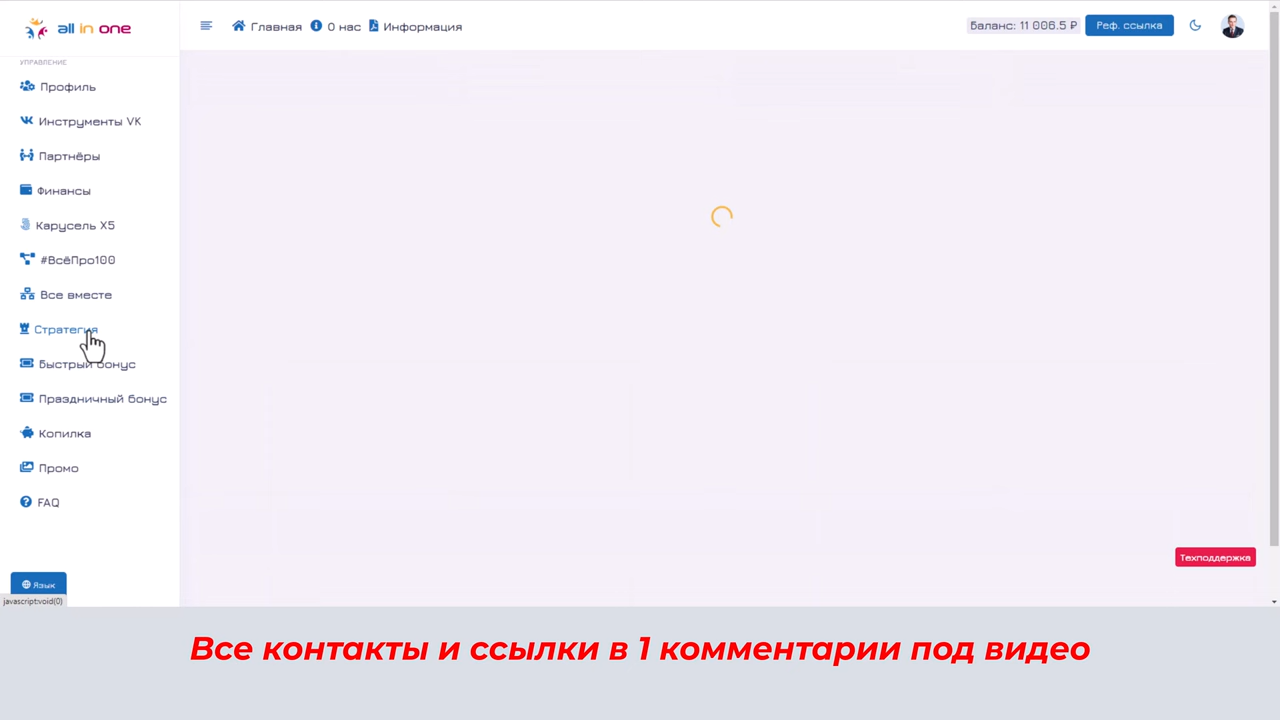 all in one
Главная О нас Информация
Баланс: 11 006.5 ₽ Реф. ссылка
УПРАВЛЕНИЕ
Профиль
Инструменты VK
Партнёры
Финансы
Карусель X5
#ВсёПро100
Все вместе
Стратегия
Быстрый бонус
Праздничный бонус
Копилка
Промо
FAQ
Техподдержка
Язык
javascript:void(0)
Все контакты и ссылки в 1 комментарии под видео